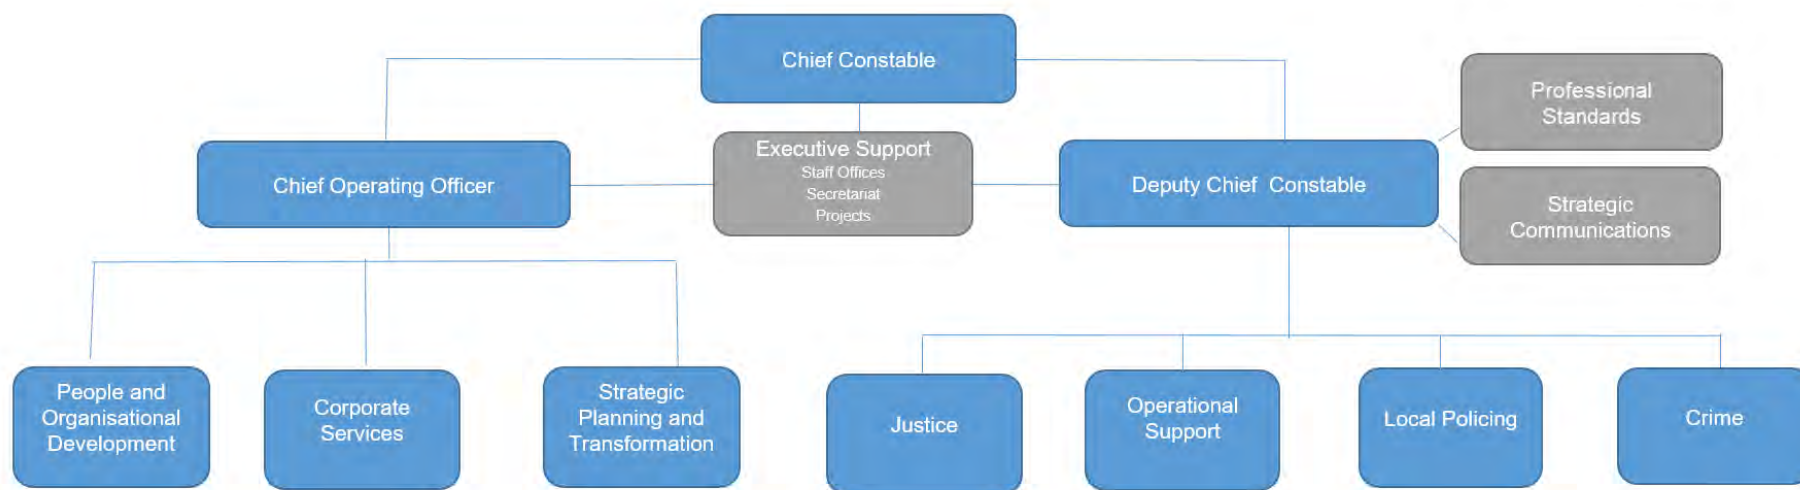 Chief Constable
Professional
Standards
Executive Support
Staff Offices
Secretariat
Projects
Chief Operating Officer
Deputy Chief  Constable
Strategic
Communications
People and
Organisational
Development
Corporate
Services
Strategic
Planning and
Transformation
Justice
Operational
Support
Local Policing
Crime